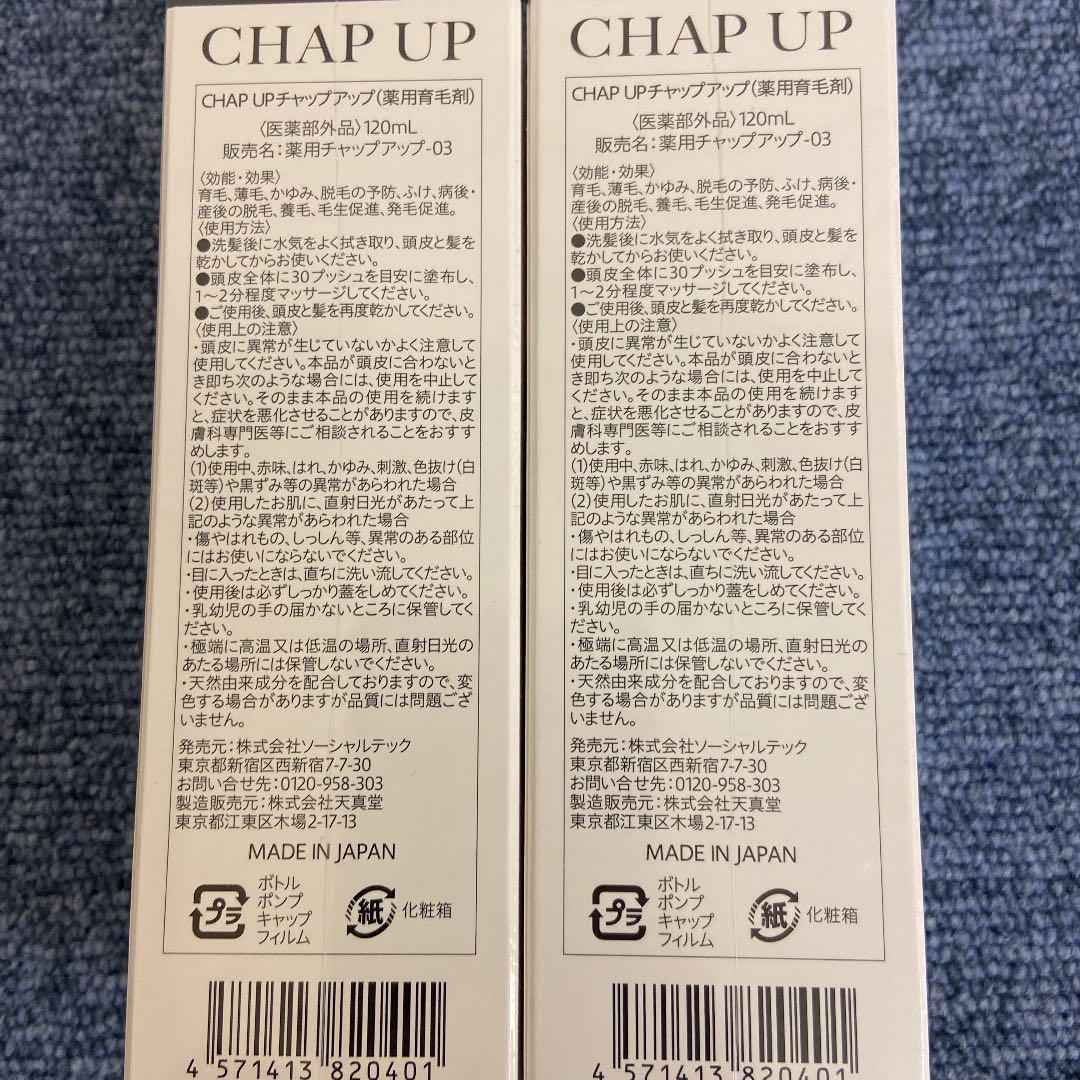 CHAP UP
CHAP UPチャップアップ(薬用育毛剤)
〈医薬部外品〉120mL
販売名:薬用チャップアップ-03
〈効能・効果〉
育毛、薄毛、かゆみ、脱毛の予防、ふけ、病後・
産後の脱毛、養毛、毛生促進、発毛促進。
〈使用方法〉
●洗髪後に水気をよく拭き取り、頭皮と髪を
乾かしてからお使いください。
●頭皮全体に30プッシュを目安に塗布し、
1〜2分程度マッサージしてください。
●ご使用後、頭皮と髪を再度乾かしてください。
〈使用上の注意〉
・頭皮に異常が生じていないかよく注意して
使用してください。本品が頭皮に合わないと
き即ち次のような場合には、使用を中止して
ください。そのまま本品の使用を続けます
と、症状を悪化させることがありますので、皮
膚科専門医等にご相談されることをおすす
めします。
(1)使用中、赤味、はれ、かゆみ、刺激、色抜け(白
斑等)や黒ずみ等の異常があらわれた場合
(2)使用したお肌に、直射日光があたって上
記のような異常があらわれた場合
・傷やはれもの、しっしん等、異常のある部位
にはお使いにならないでください。
・目に入ったときは、直ちに洗い流してください。
・使用後は必ずしっかり蓋をしめてください。
・乳幼児の手の届かないところに保管してく
ださい。
・極端に高温又は低温の場所、直射日光の
あたる場所には保管しないでください。
・天然由来成分を配合しておりますので、変
色する場合がありますが品質には問題ござ
いません。
発売元:株式会社ソーシャルテック
東京都新宿区西新宿7-7-30
お問い合せ先:0120-958-303
製造販売元:株式会社天真堂
東京都江東区木場2-17-13
MADE IN JAPAN
プラ
ボトル
ポンプ
キャップ
フィルム
紙
化粧箱
4 571413 820401
CHAP UP
CHAP UPチャップアップ(薬用育毛剤)
〈医薬部外品〉120mL
販売名:薬用チャップアップ-03
〈効能・効果〉
育毛、薄毛、かゆみ、脱毛の予防、ふけ、病後・
産後の脱毛、養毛、毛生促進、発毛促進。
〈使用方法〉
●洗髪後に水気をよく拭き取り、頭皮と髪を
乾かしてからお使いください。
●頭皮全体に30プッシュを目安に塗布し、
1〜2分程度マッサージしてください。
●ご使用後、頭皮と髪を再度乾かしてください。
〈使用上の注意〉
・頭皮に異常が生じていないかよく注意して
使用してください。本品が頭皮に合わないと
き即ち次のような場合には、使用を中止して
ください。そのまま本品の使用を続けます
と、症状を悪化させることがありますので、皮
膚科専門医等にご相談されることをおすす
めします。
(1)使用中、赤味、はれ、かゆみ、刺激、色抜け(白
斑等)や黒ずみ等の異常があらわれた場合
(2)使用したお肌に、直射日光があたって上
記のような異常があらわれた場合
・傷やはれもの、しっしん等、異常のある部位
にはお使いにならないでください。
・目に入ったときは、直ちに洗い流してください。
・使用後は必ずしっかり蓋をしめてください。
・乳幼児の手の届かないところに保管してく
ださい。
・極端に高温又は低温の場所、直射日光の
あたる場所には保管しないでください。
・天然由来成分を配合しておりますので、変
色する場合がありますが品質には問題ござ
いません。
発売元:株式会社ソーシャルテック
東京都新宿区西新宿7-7-30
お問い合せ先:0120-958-303
製造販売元:株式会社天真堂
東京都江東区木場2-17-13
MADE IN JAPAN
プラ
ボトル
ポンプ
キャップ
フィルム
紙
化粧箱
4 571413 820401